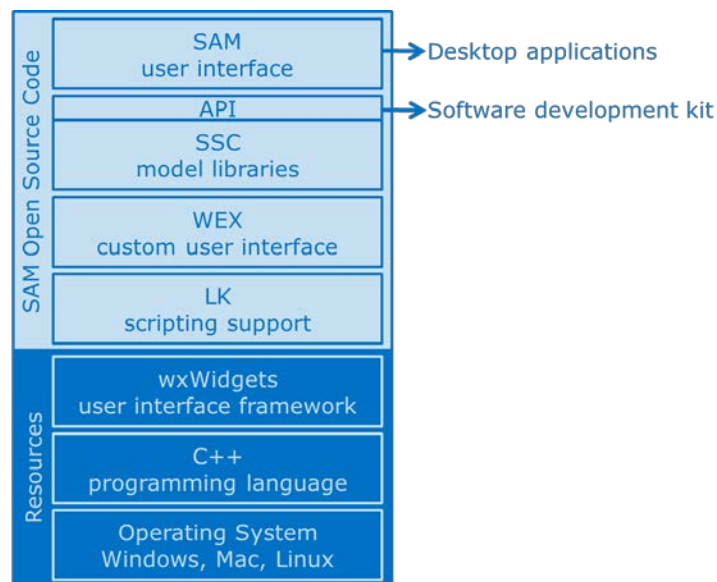 SAM Open Source Code
SAM
user interface
Desktop applications
API
Software development kit
SSC
model libraries
WEX
custom user interface
LK
scripting support
Resources
wxWidgets
user interface framework
C++
programming language
Operating System
Windows, Mac, Linux